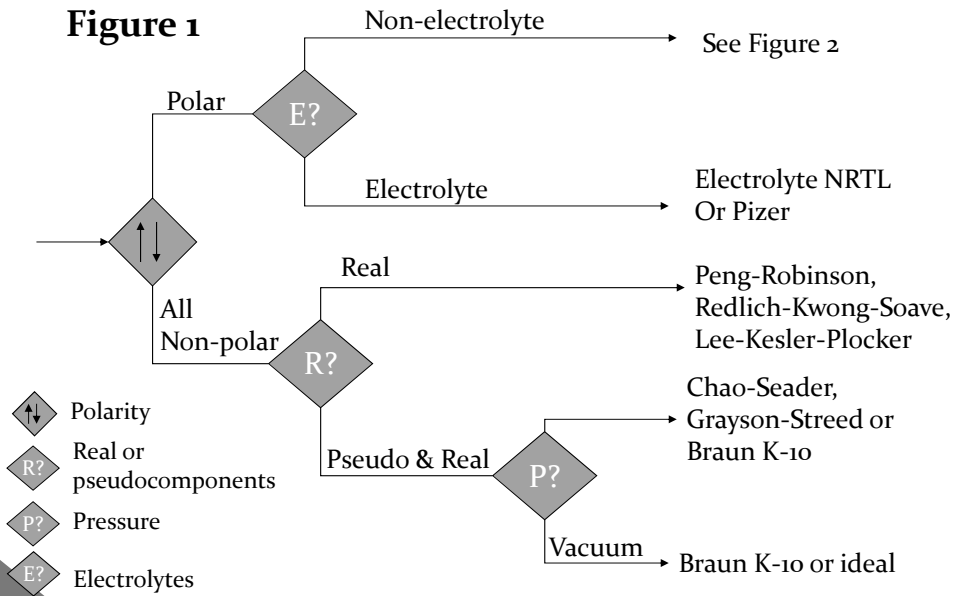 Figure 1
Non-electrolyte
See Figure 2
Polar
E?
Electrolyte
Electrolyte NRTL
Or Pizer
Real
Peng-Robinson,
Redlich-Kwong-Soave,
Lee-Kesler-Plocker
All
Non-polar
R?
Chao-Seader,
Grayson-Streed or
Braun K-10
Pseudo & Real
P?
Vacuum
Braun K-10 or ideal
Polarity
R?
Real or
pseudocomponents
P?
Pressure
E?
Electrolytes